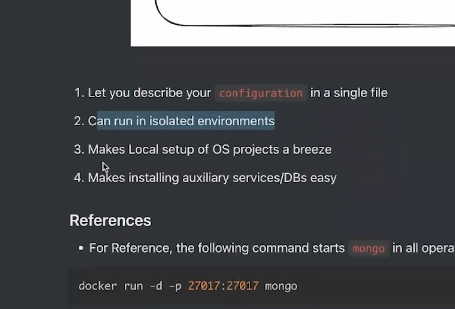 1. Let you describe your configuration in a single file
2. Can run in isolated environments
3. Makes Local setup of OS projects a breeze
4. Makes installing auxiliary services/DBs easy
References
• For Reference, the following command starts mongo in all opera
docker run -d -p 27017:27017 mongo